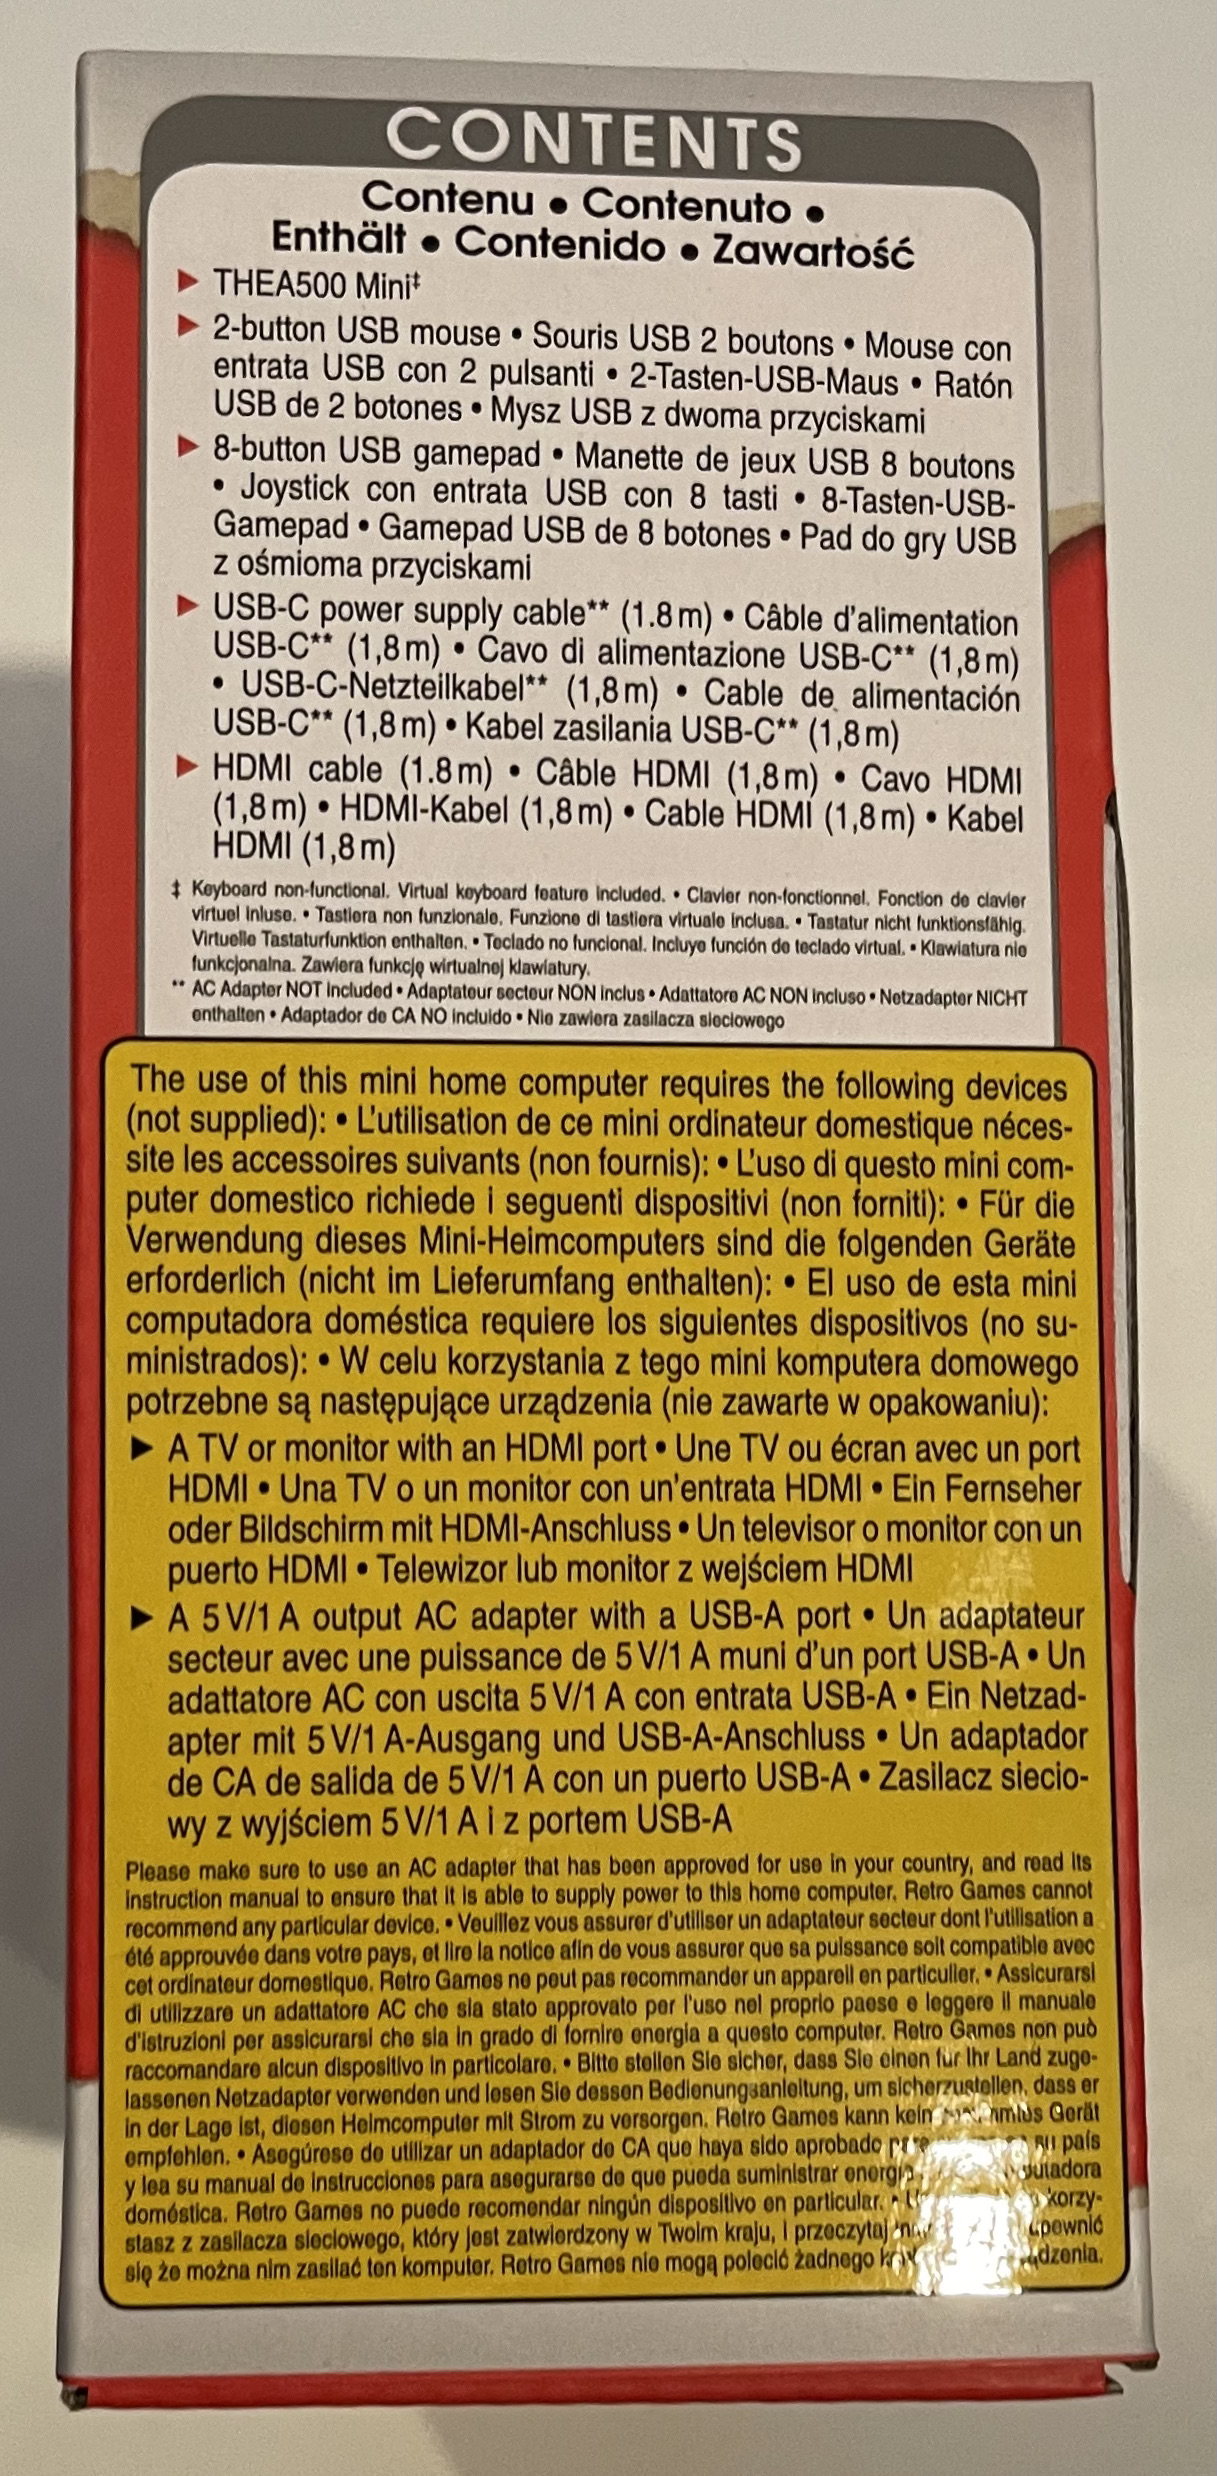 CONTENTS
Contenu • Contenuto •
Enthält • Contenido • Zawartość
► THEA500 Mini‡
► 2-button USB mouse • Souris USB 2 boutons • Mouse con
entrata USB con 2 pulsanti • 2-Tasten-USB-Maus • Ratón
USB de 2 botones • Mysz USB z dwoma przyciskami
► 8-button USB gamepad • Manette de jeux USB 8 boutons
• Joystick con entrata USB con 8 tasti • 8-Tasten-USB-
Gamepad • Gamepad USB de 8 botones • Pad do gry USB
z ośmioma przyciskami
► USB-C power supply cable** (1.8 m) • Câble d'alimentation
USB-C** (1,8 m) • Cavo di alimentazione USB-C** (1,8 m)
• USB-C-Netzteilkabel** (1,8 m) • Cable de alimentación
USB-C** (1,8 m) • Kabel zasilania USB-C** (1,8 m)
► HDMI cable (1.8 m) • Câble HDMI (1,8 m) • Cavo HDMI
(1,8 m) • HDMI-Kabel (1,8 m) • Cable HDMI (1,8 m) • Kabel
HDMI (1,8 m)
‡ Keyboard non-functional. Virtual keyboard feature included. • Clavier non-fonctionnel. Fonction de clavier
virtuel inluse. • Tastiera non funzionale. Funzione di tastiera virtuale inclusa. • Tastatur nicht funktionsfähig.
Virtuelle Tastaturfunktion enthalten. • Teclado no funcional. Incluye función de teclado virtual. • Klawiatura nie
funkcjonalna. Zawiera funkcję wirtualnej klawiatury.
** AC Adapter NOT included • Adaptateur secteur NON inclus • Adattatore AC NON incluso • Netzadapter NICHT
enthalten • Adaptador de CA NO incluido • Nie zawiera zasilacza sieciowego
The use of this mini home computer requires the following devices
(not supplied): • L'utilisation de ce mini ordinateur domestique néces-
site les accessoires suivants (non fournis): • L'uso di questo mini com-
puter domestico richiede i seguenti dispositivi (non forniti): • Für die
Verwendung dieses Mini-Heimcomputers sind die folgenden Geräte
erforderlich (nicht im Lieferumfang enthalten): • El uso de esta mini
computadora doméstica requiere los siguientes dispositivos (no su-
ministrados): • W celu korzystania z tego mini komputera domowego
potrzebne są następujące urządzenia (nie zawarte w opakowaniu):
► A TV or monitor with an HDMI port • Une TV ou écran avec un port
HDMI • Una TV o un monitor con un'entrata HDMI • Ein Fernseher
oder Bildschirm mit HDMI-Anschluss • Un televisor o monitor con un
puerto HDMI • Telewizor lub monitor z wejściem HDMI
► A 5 V/1 A output AC adapter with a USB-A port • Un adaptateur
secteur avec une puissance de 5 V/1 A muni d'un port USB-A • Un
adattatore AC con uscita 5 V/1 A con entrata USB-A • Ein Netzad-
apter mit 5 V/1 A-Ausgang und USB-A-Anschluss • Un adaptador
de CA de salida de 5 V/1 A con un puerto USB-A • Zasilacz siecio-
wy z wyjściem 5 V/1 A i z portem USB-A
Please make sure to use an AC adapter that has been approved for use in your country, and read its
instruction manual to ensure that it is able to supply power to this home computer. Retro Games cannot
recommend any particular device. • Veuillez vous assurer d'utiliser un adaptateur secteur dont l'utilisation a
été approuvée dans votre pays, et lire la notice afin de vous assurer que sa puissance soit compatible avec
cet ordinateur domestique. Retro Games ne peut pas recommander un appareil en particulier. • Assicurarsi
di utilizzare un adattatore AC che sia stato approvato per l'uso nel proprio paese e leggere il manuale
d'istruzioni per assicurarsi che sia in grado di fornire energia a questo computer. Retro Games non può
raccomandare alcun dispositivo in particolare. • Bitte stellen Sie sicher, dass Sie einen für Ihr Land zuge-
lassenen Netzadapter verwenden und lesen Sie dessen Bedienungsanleitung, um sicherzustellen, dass er
in der Lage ist, diesen Heimcomputer mit Strom zu versorgen. Retro Games kann kein Gerät
empfehlen. • Asegúrese de utilizar un adaptador de CA que haya sido aprobado su país
y lea su manual de instrucciones para asegurarse de que pueda suministrar energía
doméstica. Retro Games no puede recomendar ningún dispositivo en particular. • korzy-
stasz z zasilacza sieciowego, który jest zatwierdzony w Twoim kraju, i przeczytaj upewnić
się że można nim zasilać ten komputer. Retro Games nie mogą polecić żadnego